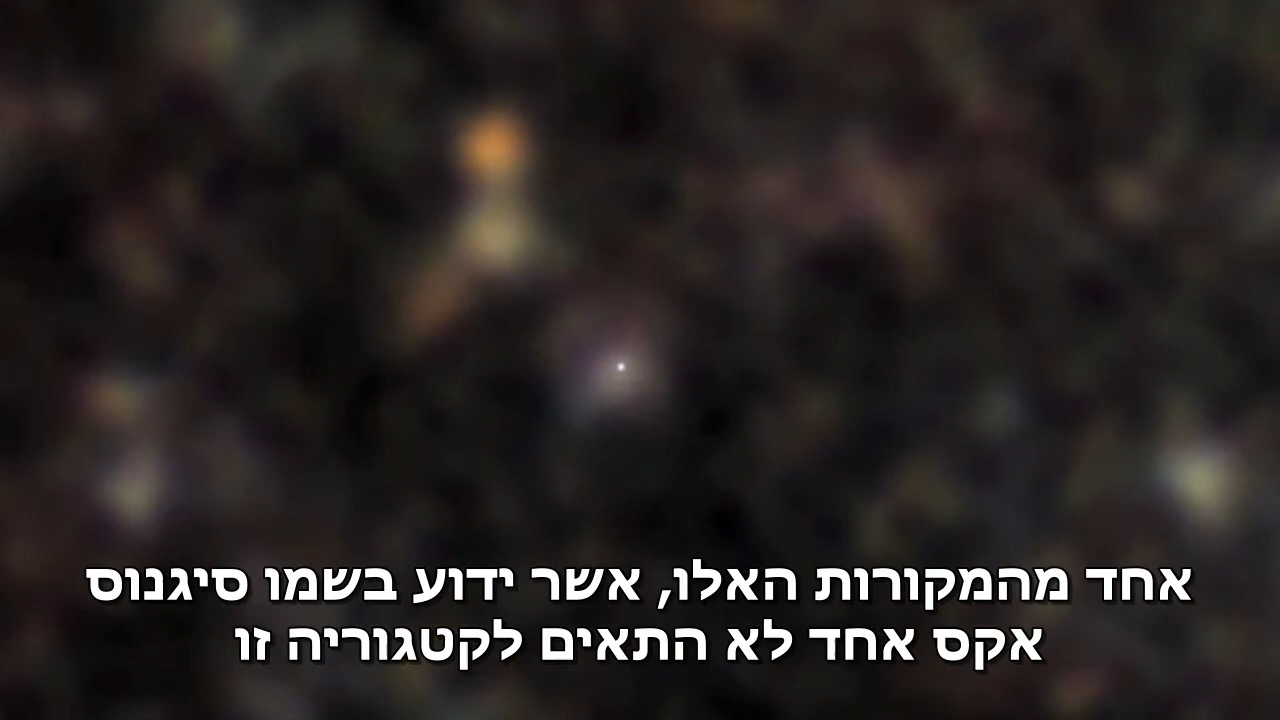 אחד מהמקורות האלו, אשר ידוע בשמו סיגנוס
אקס אחד לא התאים לקטגוריה זו